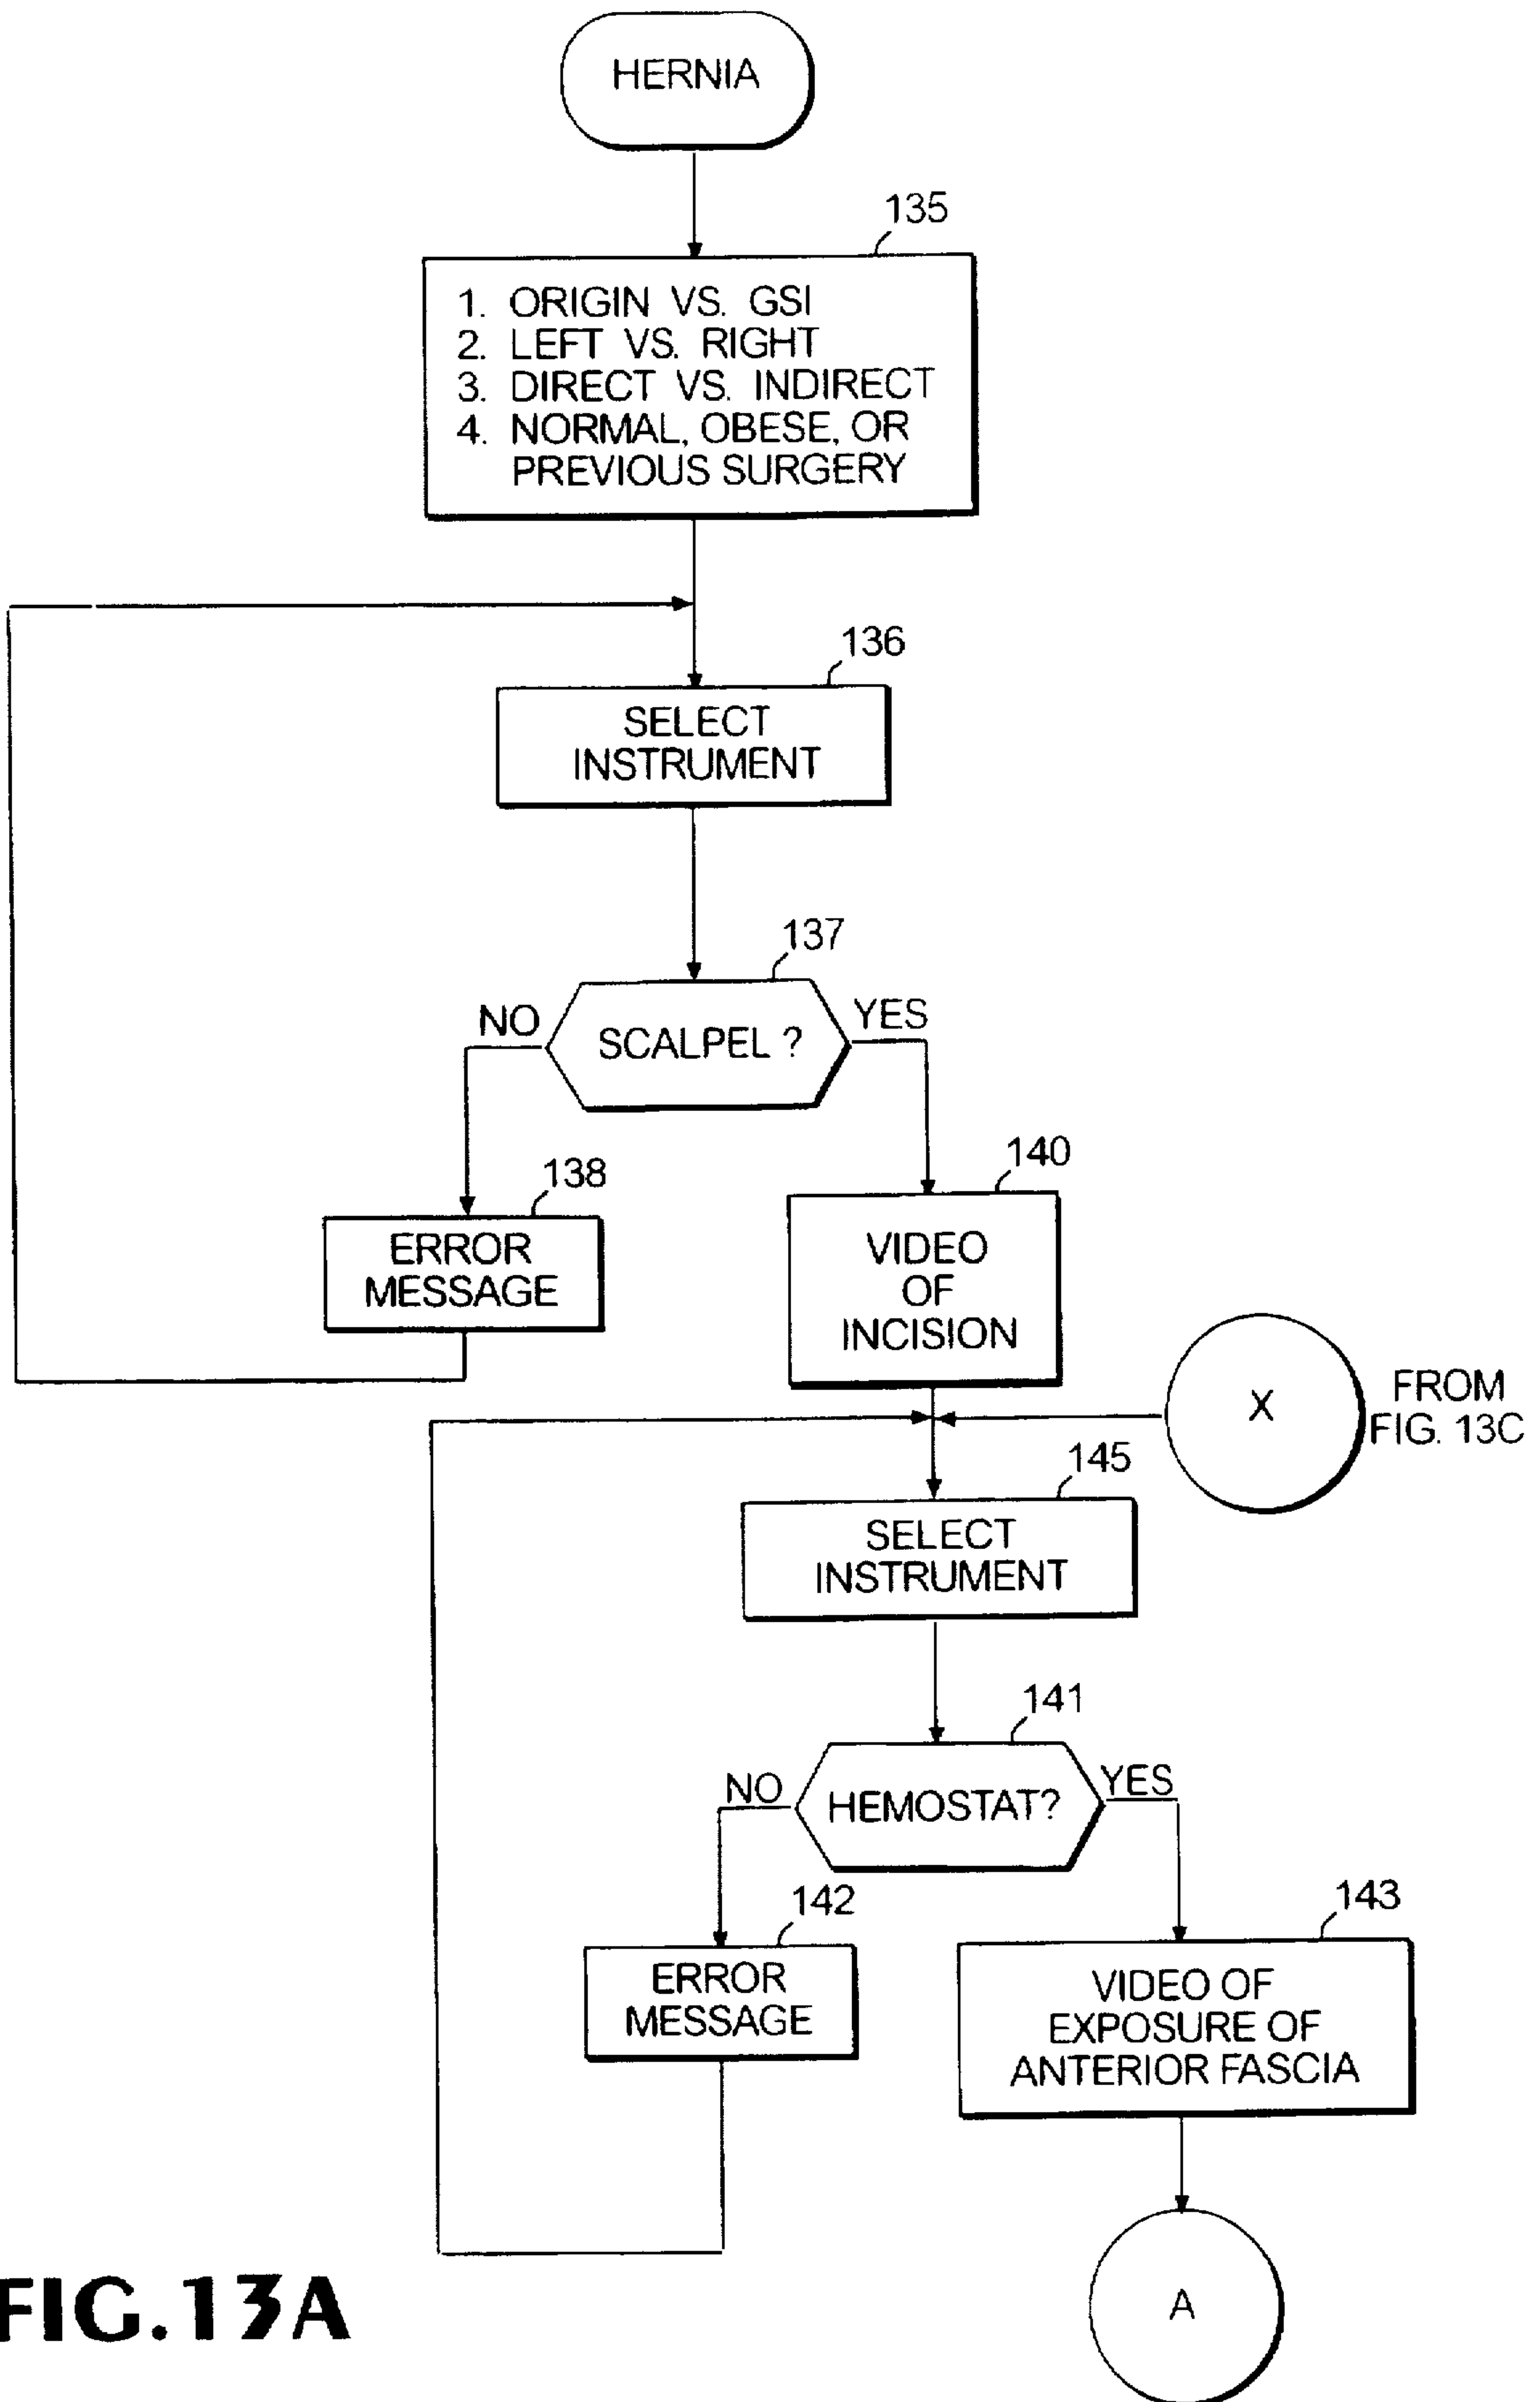 HERNIA
135
1. ORIGIN VS. GSI
2. LEFT VS. RIGHT
3. DIRECT VS. INDIRECT
4. NORMAL, OBESE, OR
PREVIOUS SURGERY
136
SELECT
INSTRUMENT
137
NO
SCALPEL ?
YES
138
ERROR
MESSAGE
140
VIDEO
OF
INCISION
X
FROM
FIG. 13C
145
SELECT
INSTRUMENT
141
NO
HEMOSTAT?
YES
142
ERROR
MESSAGE
143
VIDEO OF
EXPOSURE OF
ANTERIOR FASCIA
A
FIG.13A